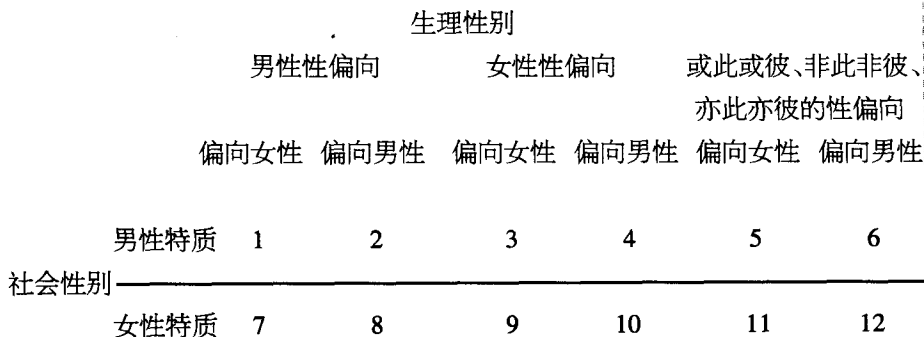 生理性别
男性性偏向 女性性偏向 或此或彼、非此非彼、
亦此亦彼的性偏向
偏向女性 偏向男性 偏向女性 偏向男性 偏向女性 偏向男性
男性特质 1 2 3 4 5 6
社会性别
女性特质 7 8 9 10 11 12